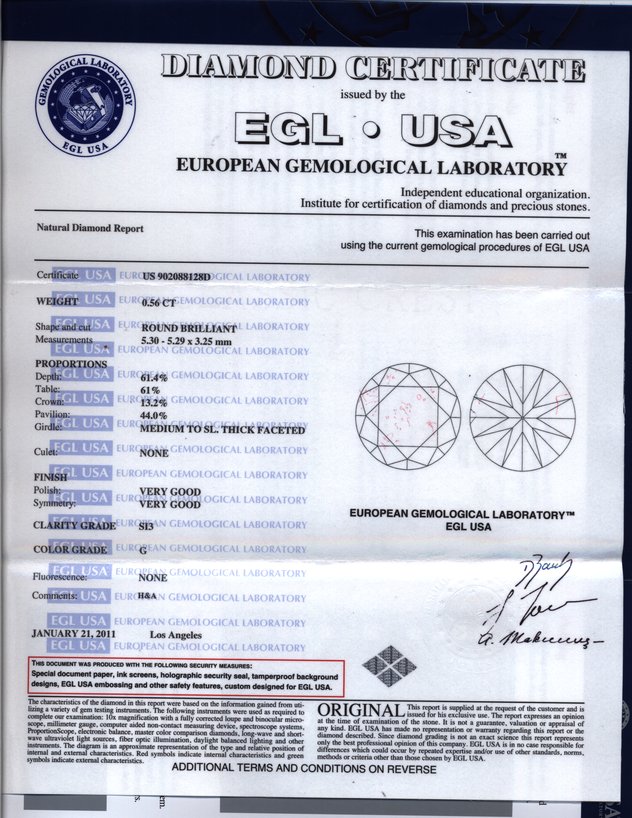 GEMOLOGICAL LABORATORY
EGL USA
DIAMOND CERTIFICATE
issued by the
EGL • USA
EUROPEAN GEMOLOGICAL LABORATORY™
Independent educational organization.
Institute for certification of diamonds and precious stones.
Natural Diamond Report
This examination has been carried out
using the current gemological procedures of EGL USA
Certificate US 902088128D
WEIGHT 0.56 CT
Shape and cut ROUND BRILLIANT
Measurements 5.30 - 5.29 x 3.25 mm
PROPORTIONS
Depth: 61.4%
Table: 61%
Crown: 13.2%
Pavilion: 44.0%
Girdle: MEDIUM TO SL. THICK FACETED
Culet: NONE
FINISH
Polish: VERY GOOD
Symmetry: VERY GOOD
CLARITY GRADE SI3
COLOR GRADE G
Fluorescence: NONE
Comments: H&A
JANUARY 21, 2011 Los Angeles
EUROPEAN GEMOLOGICAL LABORATORY™
EGL USA
THIS DOCUMENT WAS PRODUCED WITH THE FOLLOWING SECURITY MEASURES:
Special document paper, ink screens, holographic security seal, tamperproof background
designs, EGL USA embossing and other safety features, custom designed for EGL USA.
The characteristics of the diamond in this report were based on the information gained from uti-
lizing a variety of gem testing instruments. The following instruments were used to required to
complete our examination: 10x magnification with a fully corrected loupe and binocular micro-
scope, millimeter gauge, computer aided non-contact measuring device, spectroscope systems,
ProportionScope, electronic balance, master color comparison diamonds, long-wave and short-
wave ultraviolet light sources, fiber optic illumination, daylight balanced lighting and other
instruments. The diagram is an approximate representation of the type and relative position of
internal and external characteristics. Red symbols indicate internal characteristics and green
symbols indicate external characteristics.
ORIGINAL This report is supplied at the request of the customer and is
issued for his exclusive use. The report expresses an opinion
at the time of examination of the stone. It is not a guarantee, valuation or appraisal of
any kind. EGL USA has made no representation or warranty regarding this report or the
diamond described. Since diamond grading is not an exact science this report represents
only the best professional opinion of this company. EGL USA is in no case responsible for
differences which could occur by repeated expertise and/or use of other standards, norms,
methods or criteria other than those chosen by EGL USA.
ADDITIONAL TERMS AND CONDITIONS ON REVERSE